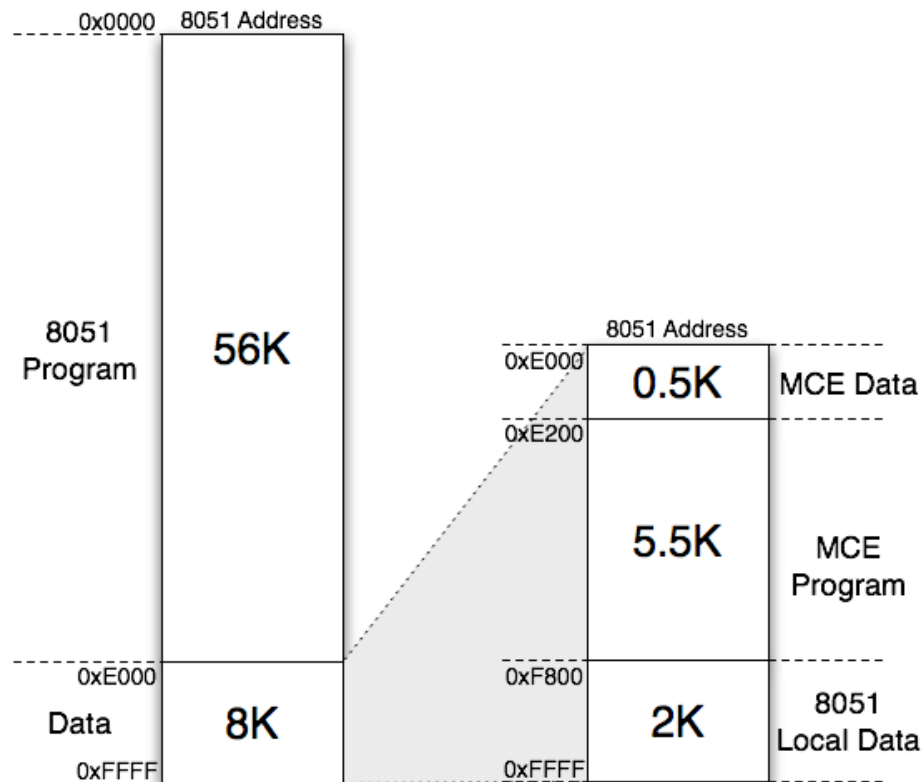 0x0000
8051 Address
8051
Program
56K
0xE000
Data
8K
0xFFFF
8051 Address
0xE000
0.5K
MCE Data
0xE200
5.5K
MCE
Program
0xF800
2K
8051
Local Data
0xFFFF